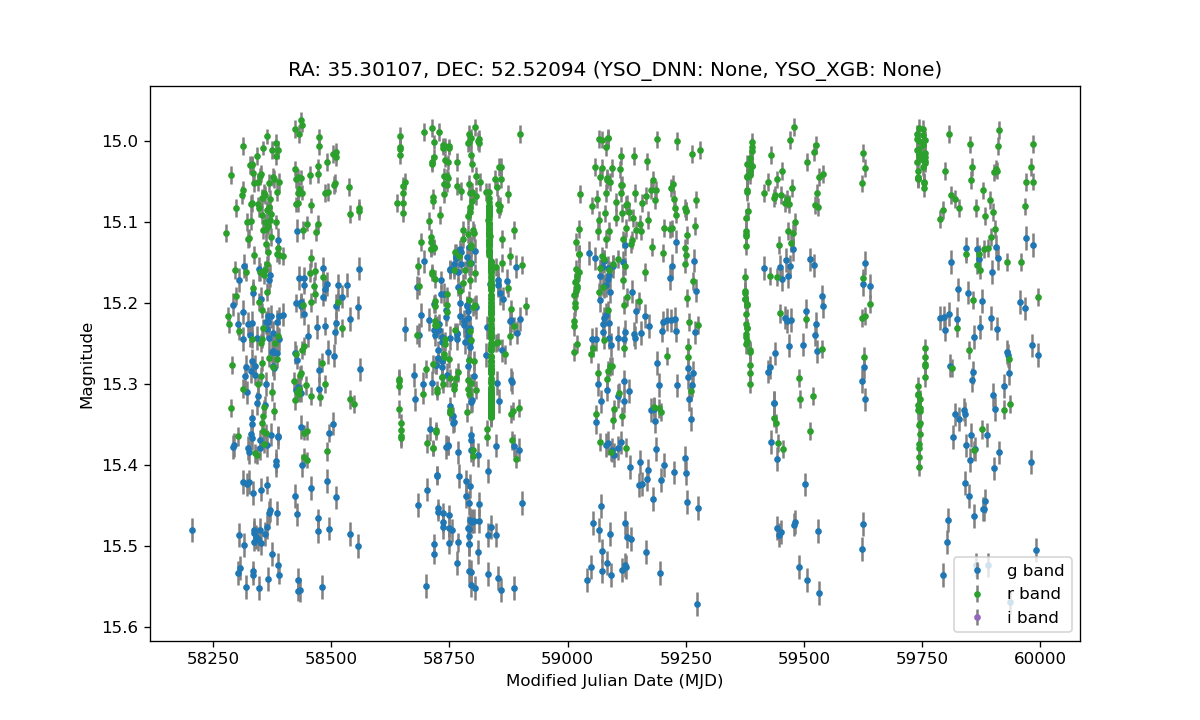 RA: 35.30107, DEC: 52.52094 (YSO_DNN: None, YSO_XGB: None)
15.0
15.1
15.2
15.3
15.4
15.5
15.6
Magnitude
g band
r band
i band
58250 58500 58750 59000 59250 59500 59750 60000
Modified Julian Date (MJD)